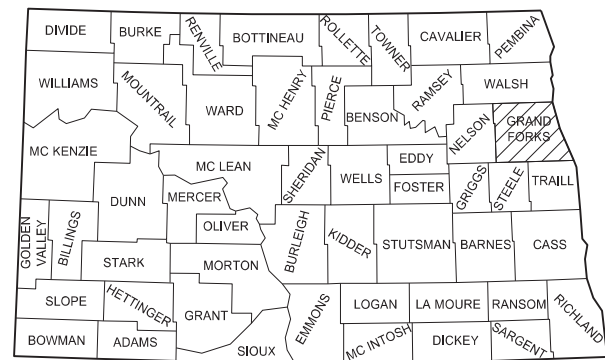 DIVIDE
BURKE
RENVILLE
BOTTINEAU
ROLLETTE
TOWNER
CAVALIER
PEMBINA
WILLIAMS
MOUNTRAIL
WARD
MC HENRY
PIERCE
BENSON
RAMSEY
WALSH
NELSON
GRAND
FORKS
MC KENZIE
DUNN
MC LEAN
MERCER
OLIVER
SHERIDAN
WELLS
EDDY
FOSTER
GRIGGS
STEELE
TRAILL
GOLDEN
VALLEY
BILLINGS
STARK
MORTON
BURLEIGH
KIDDER
STUTSMAN
BARNES
CASS
SLOPE
HETTINGER
GRANT
EMMONS
LOGAN
LA MOURE
RANSOM
RICHLAND
BOWMAN
ADAMS
SIOUX
MC INTOSH
DICKEY
SARGENT